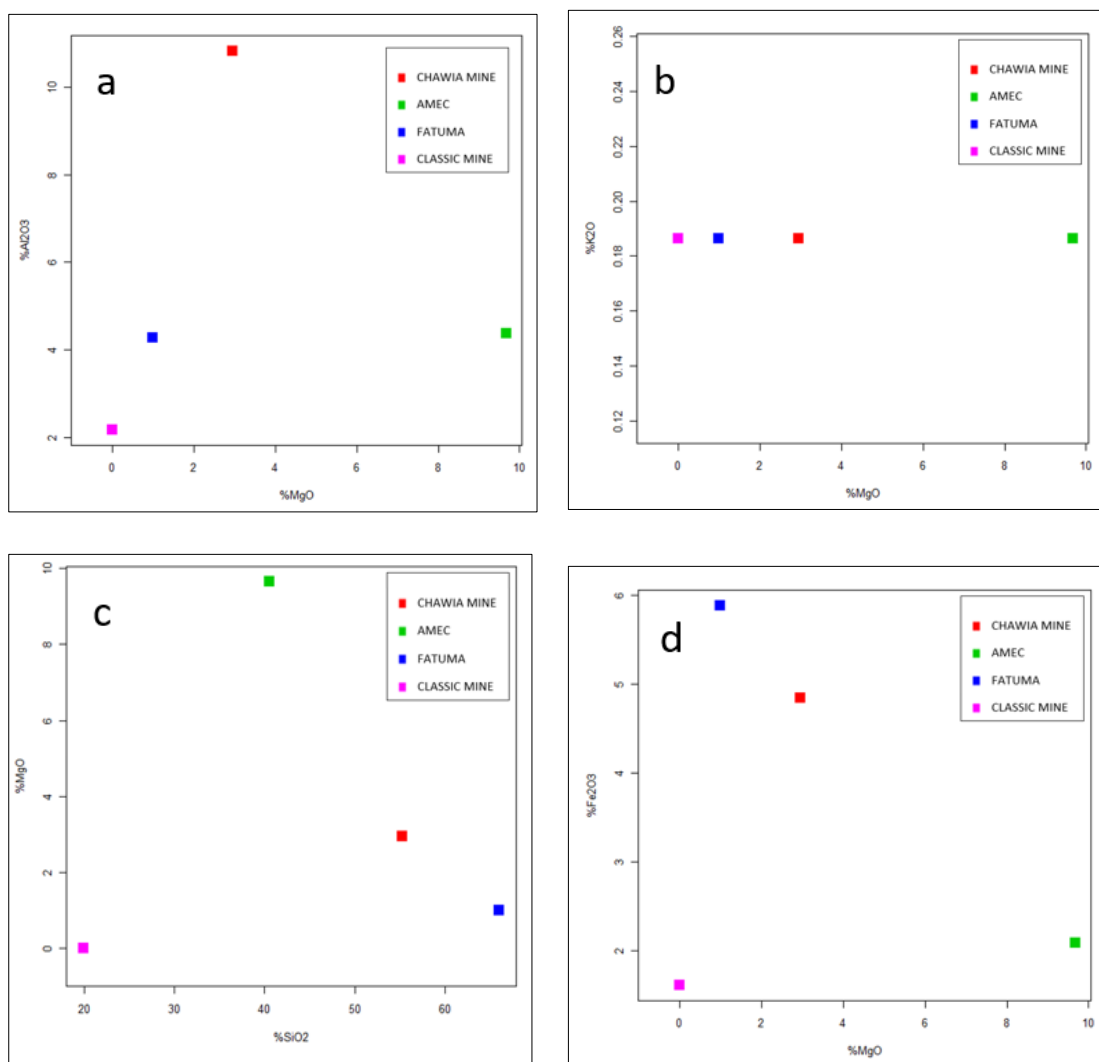 a
CHAWIA MINE
AMEC
FATUMA
CLASSIC MINE
10
8
6
4
2
%Al2O3
0 2 4 6 8 10
%MgO
b
CHAWIA MINE
AMEC
FATUMA
CLASSIC MINE
0.26
0.24
0.22
0.20
0.18
0.16
0.14
0.12
%K2O
0 2 4 6 8 10
%MgO
c
CHAWIA MINE
AMEC
FATUMA
CLASSIC MINE
10
8
6
4
2
0
%MgO
20 30 40 50 60
%SiO2
d
CHAWIA MINE
AMEC
FATUMA
CLASSIC MINE
6
5
4
3
2
%Fe2O3
0 2 4 6 8 10
%MgO